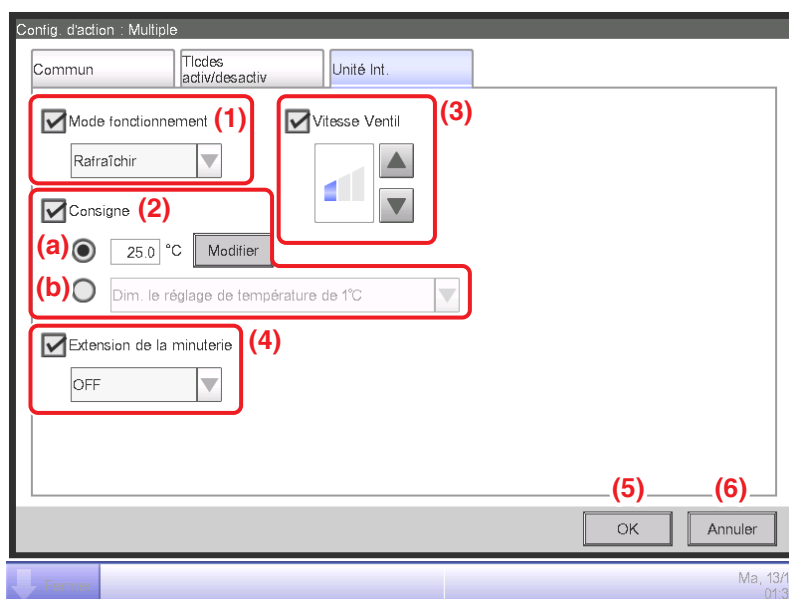 Config. d'action : Multiple
Commun
Tlcdes
activ/desactiv
Unité Int.
Mode fonctionnement (1)
Rafraîchir
Vitesse Ventil (3)
Consigne (2)
(a) 25.0 °C Modifier
(b) Dim. le réglage de température de 1°C
Extension de la minuterie (4)
OFF
(5) (6)
OK Annuler
Fermer
Ma, 13/1
01:3